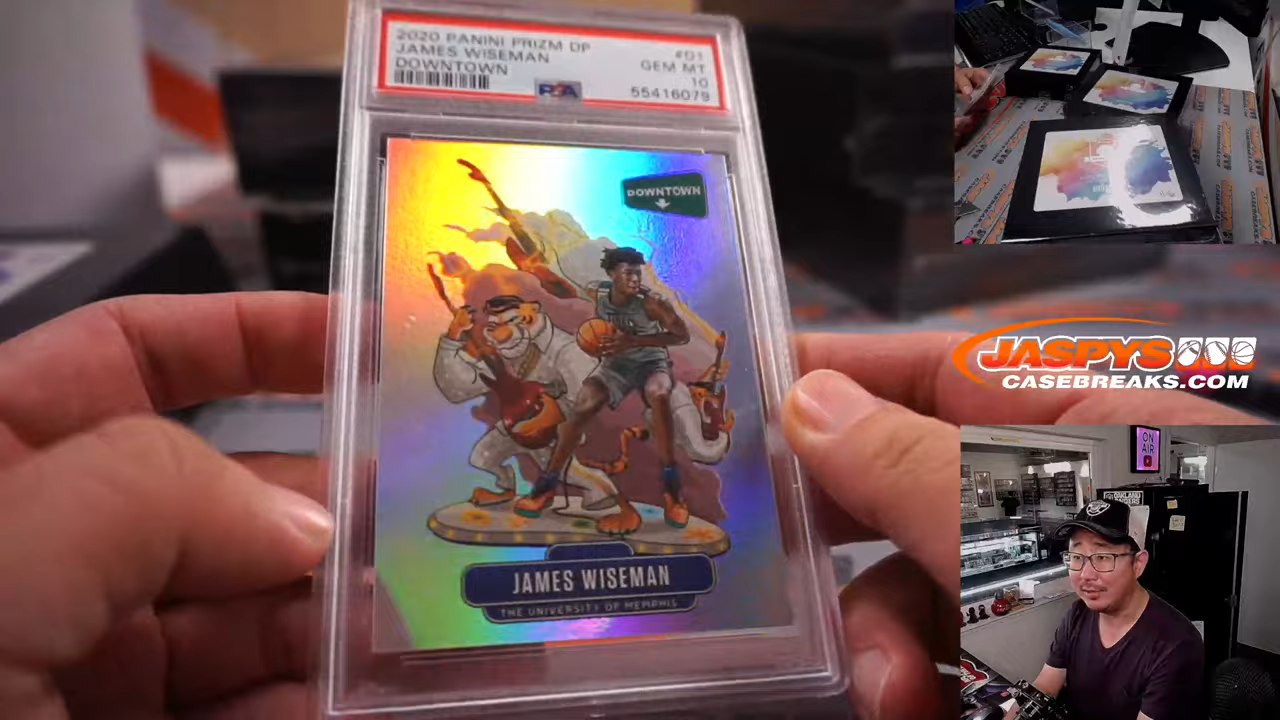 2020 PANINI PRIZM DP #D1
JAMES WISEMAN GEM MT
DOWNTOWN 10
PSA 55416079
DOWNTOWN
JAMES WISEMAN
THE UNIVERSITY OF MEMPHIS
JASPYS
CASEBREAKS.COM
ON
AIR
OAKLAND